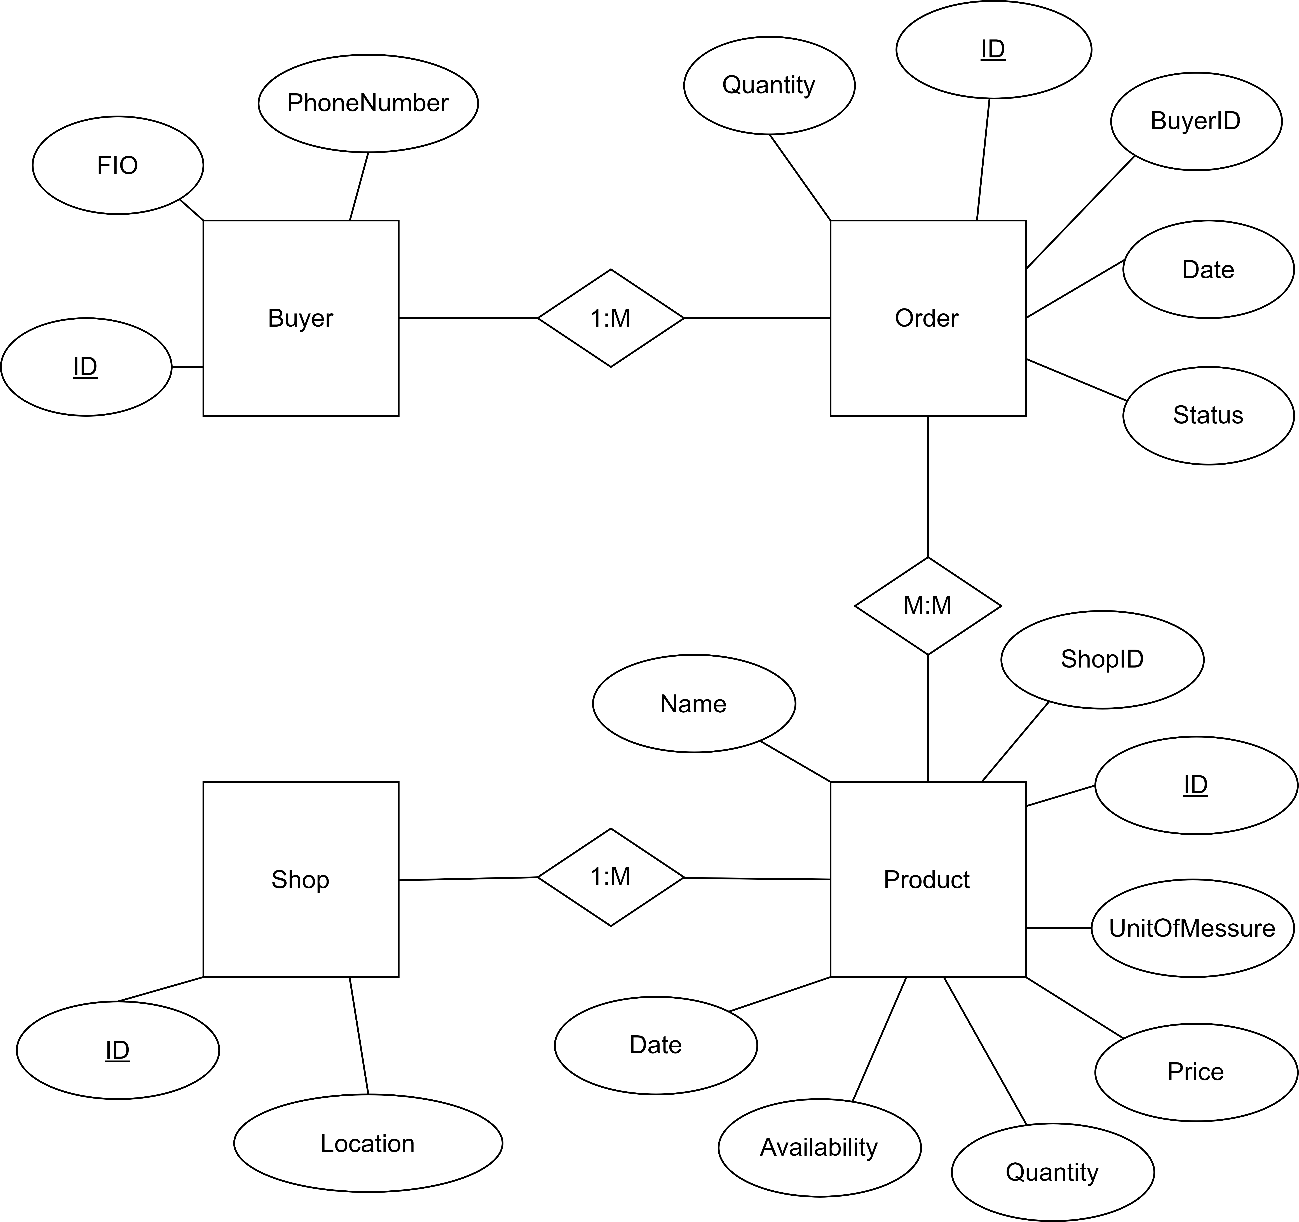 ID
Quantity
PhoneNumber
BuyerID
FIO
Date
Buyer
1:M
Order
ID
Status
M:M
ShopID
Name
ID
Shop
1:M
Product
UnitOfMessure
Date
ID
Price
Location
Availability
Quantity